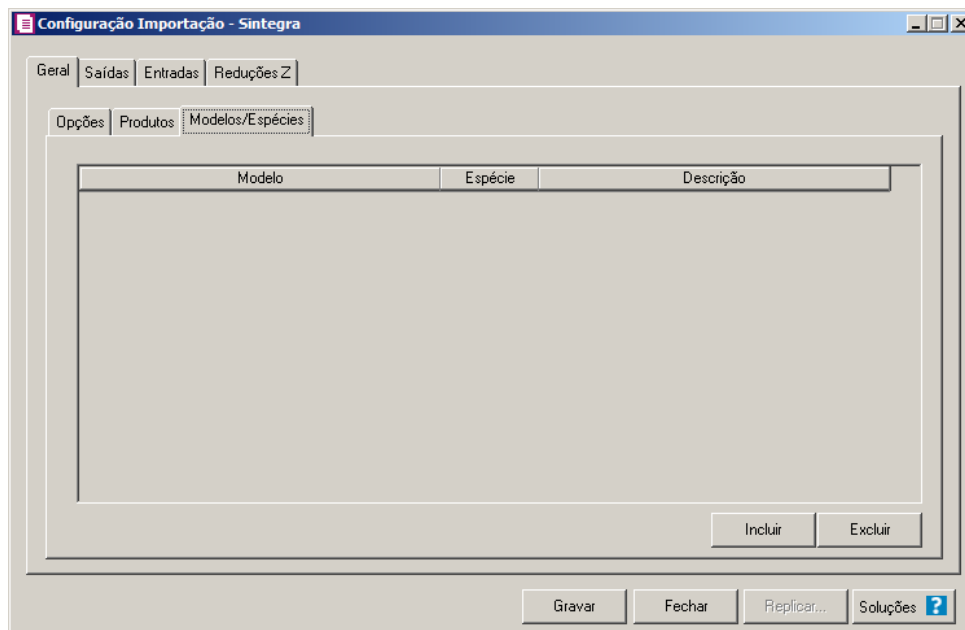 Configuração Importação - Sintegra
Geral Saídas Entradas Reduções Z
Opções Produtos Modelos/Espécies
Modelo Espécie Descrição
Incluir Excluir
Gravar Fechar Replicar... Soluções ?